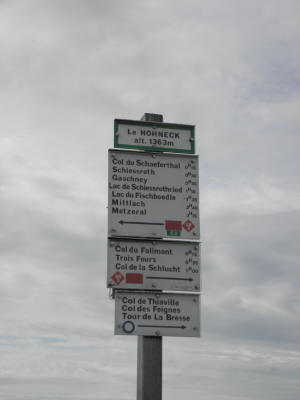 Le HOHNECK
alt. 1363m
Col du Schaeferthal
Schiessroth
Gaschney
Lac de Schiessrothried
Lac du Fischboedle
Mittlach
Metzeral
Col du Falimont
Trois Fours
Col de la Schlucht
Col de Thiaville
Col des Feignes
Tour de La Bresse